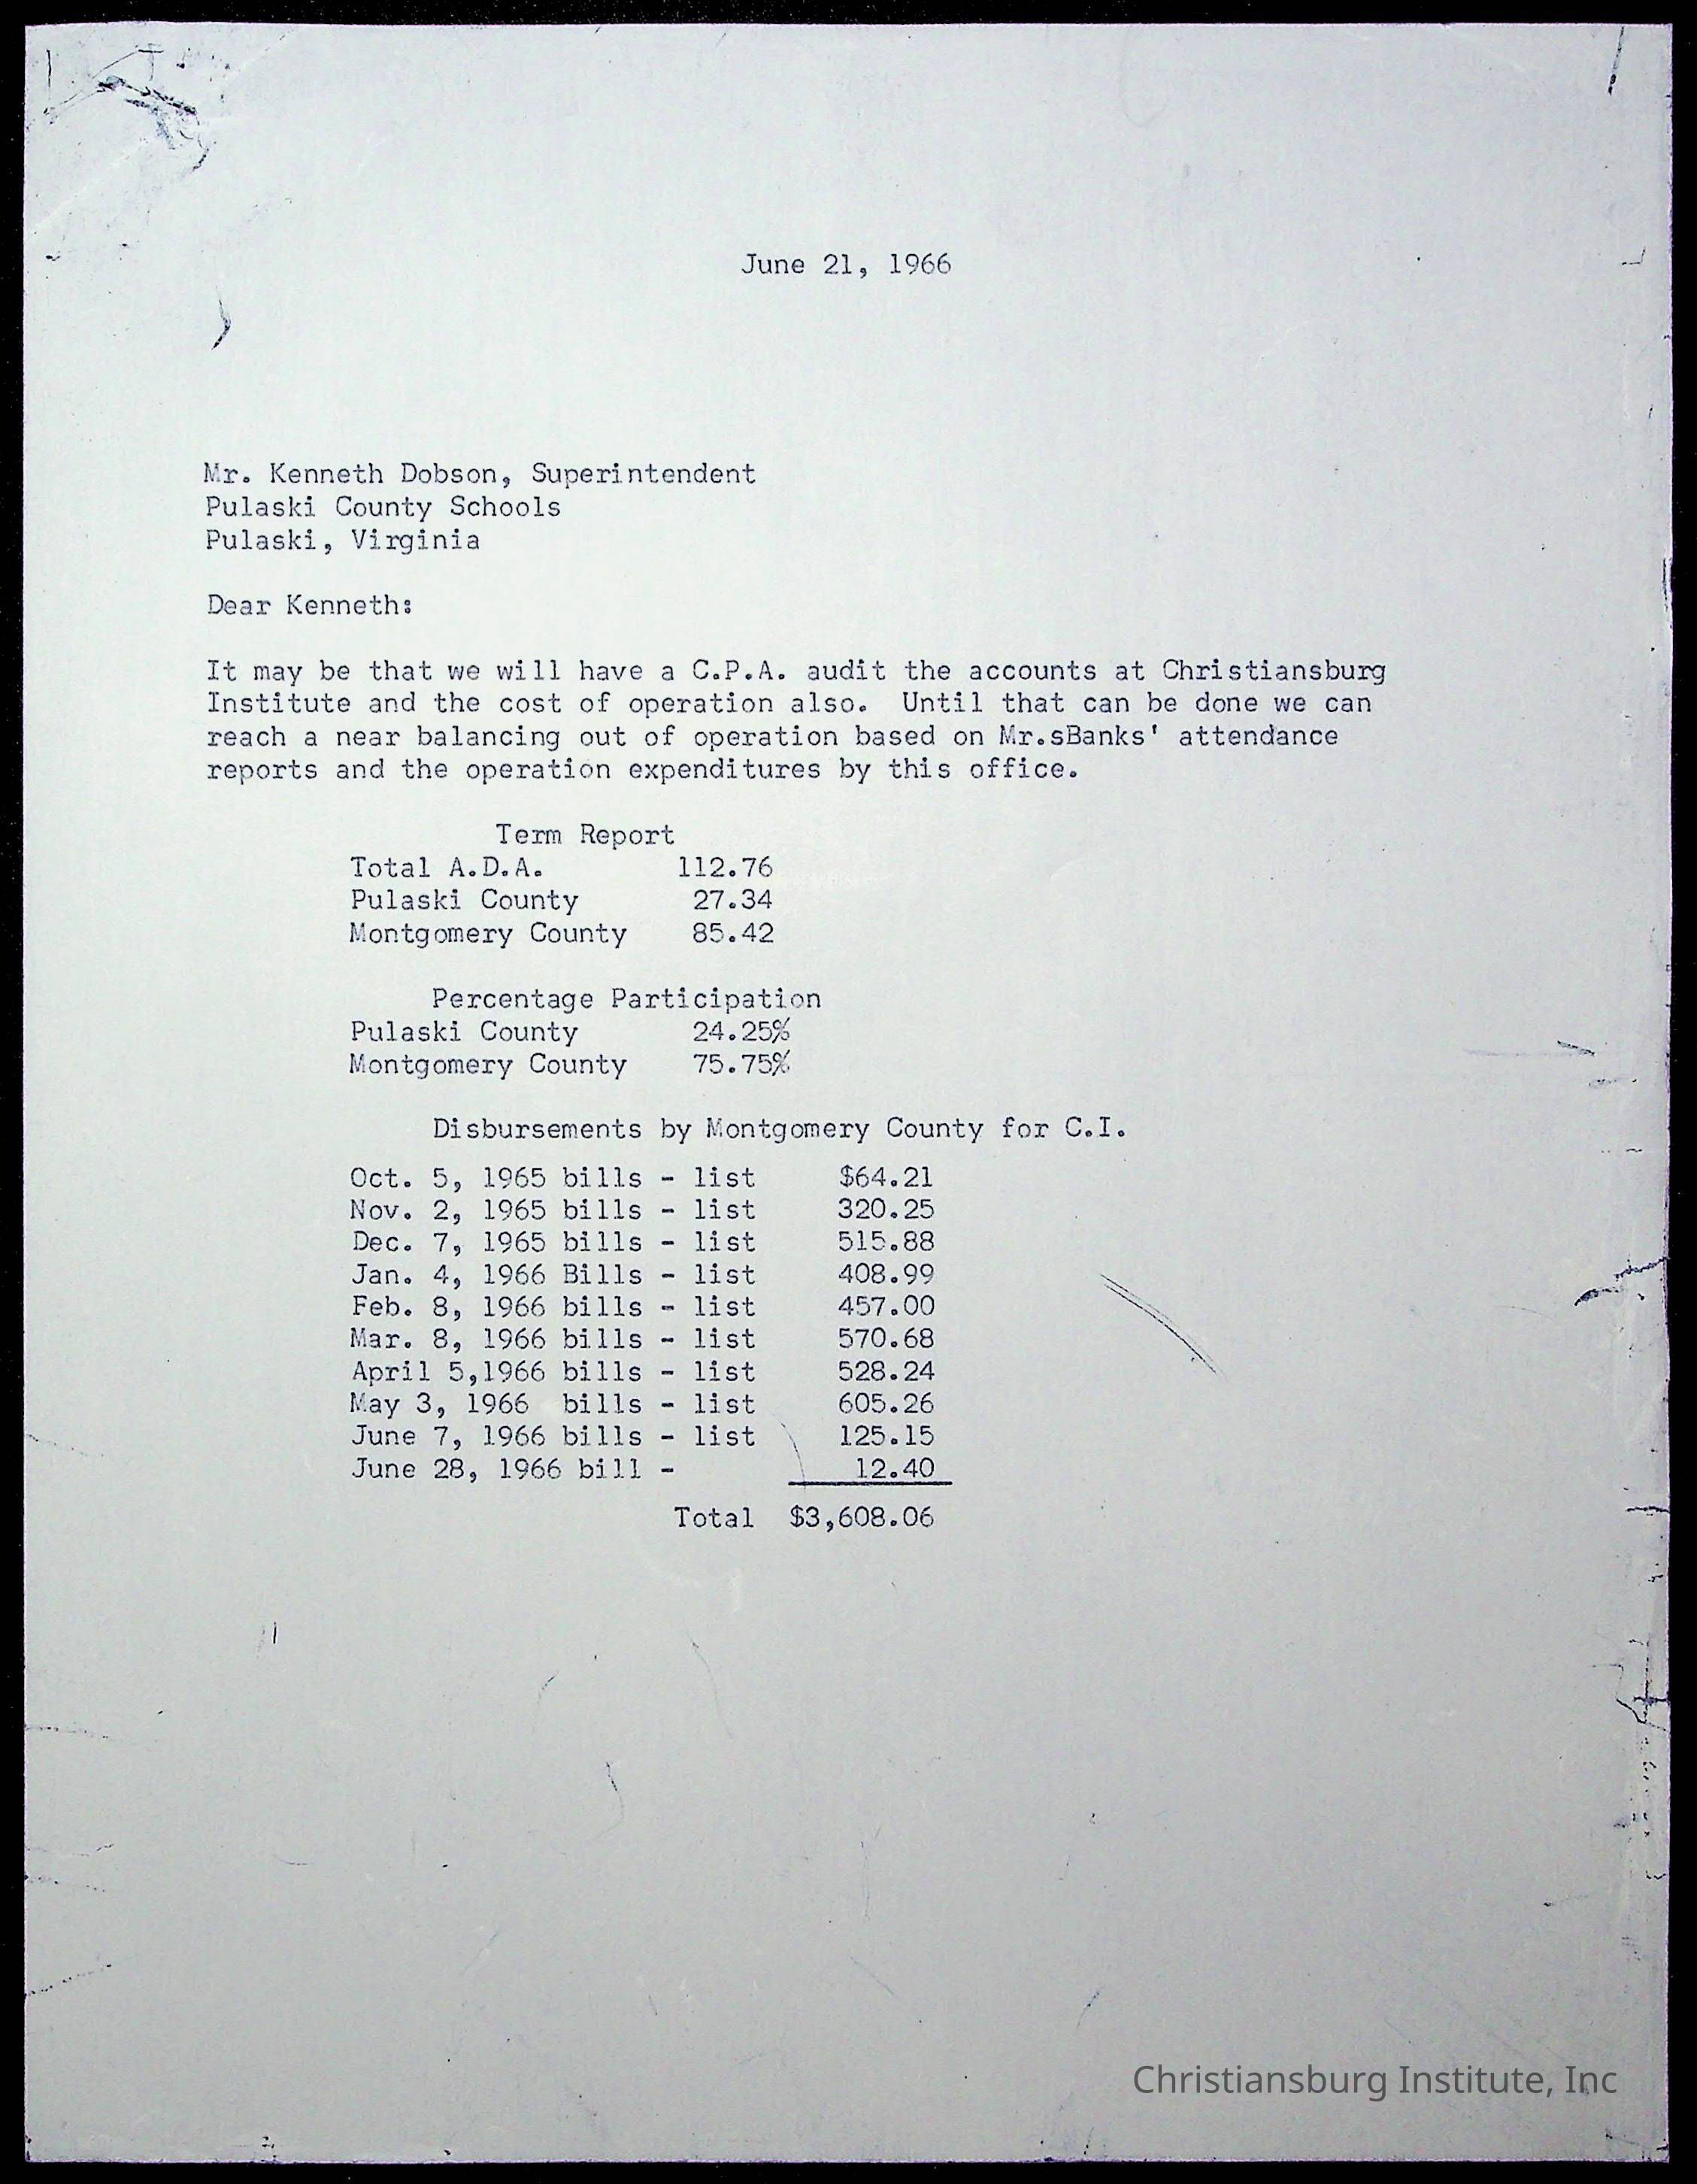 June 21, 1966
Mr. Kenneth Dobson, Superintendent
Pulaski County Schools
Pulaski, Virginia
Dear Kenneth:
It may be that we will have a C.P.A. audit the accounts at Christiansburg
Institute and the cost of operation also. Until that can be done we can
reach a near balancing out of operation based on Mr.sBanks' attendance
reports and the operation expenditures by this office.
Term Report
Total A.D.A. 112.76
Pulaski County 27.34
Montgomery County 85.42
Percentage Participation
Pulaski County 24.25%
Montgomery County 75.75%
Disbursements by Montgomery County for C.I.
Oct. 5, 1965 bills - list $64.21
Nov. 2, 1965 bills - list 320.25
Dec. 7, 1965 bills - list 515.88
Jan. 4, 1966 Bills - list 408.99
Feb. 8, 1966 bills - list 457.00
Mar. 8, 1966 bills - list 570.68
April 5,1966 bills - list 528.24
May 3, 1966 bills - list 605.26
June 7, 1966 bills - list 125.15
June 28, 1966 bill - 12.40
Total $3,608.06
Christiansburg Institute, Inc